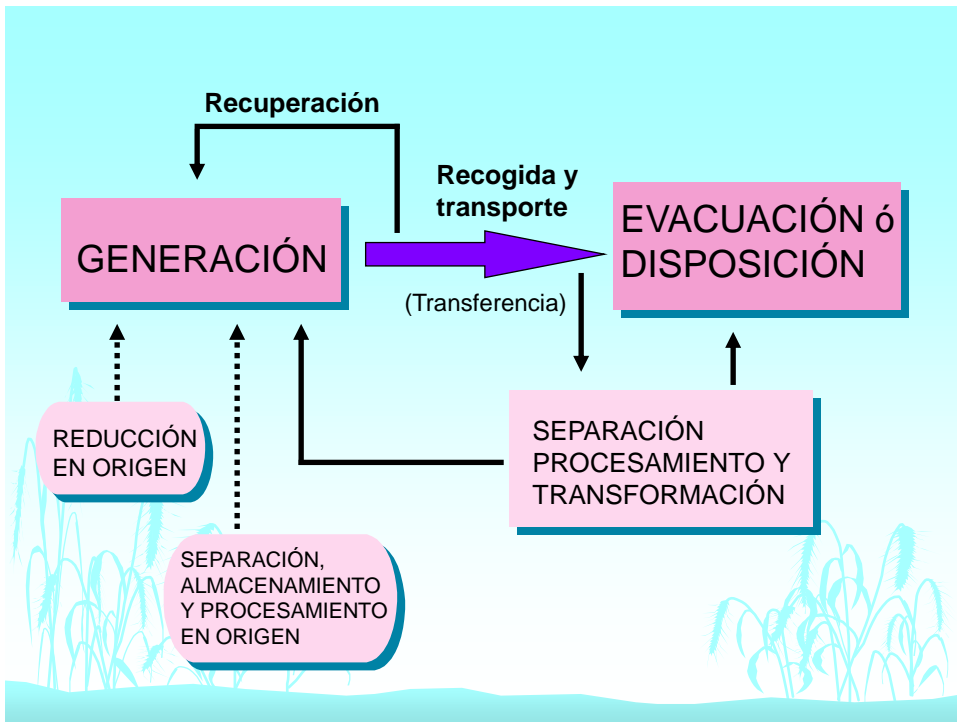 Recuperación
Recogida y
transporte
GENERACIÓN
EVACUACIÓN ó
DISPOSICIÓN
(Transferencia)
REDUCCIÓN
EN ORIGEN
SEPARACIÓN
PROCESAMIENTO Y
TRANSFORMACIÓN
SEPARACIÓN,
ALMACENAMIENTO
Y PROCESAMIENTO
EN ORIGEN